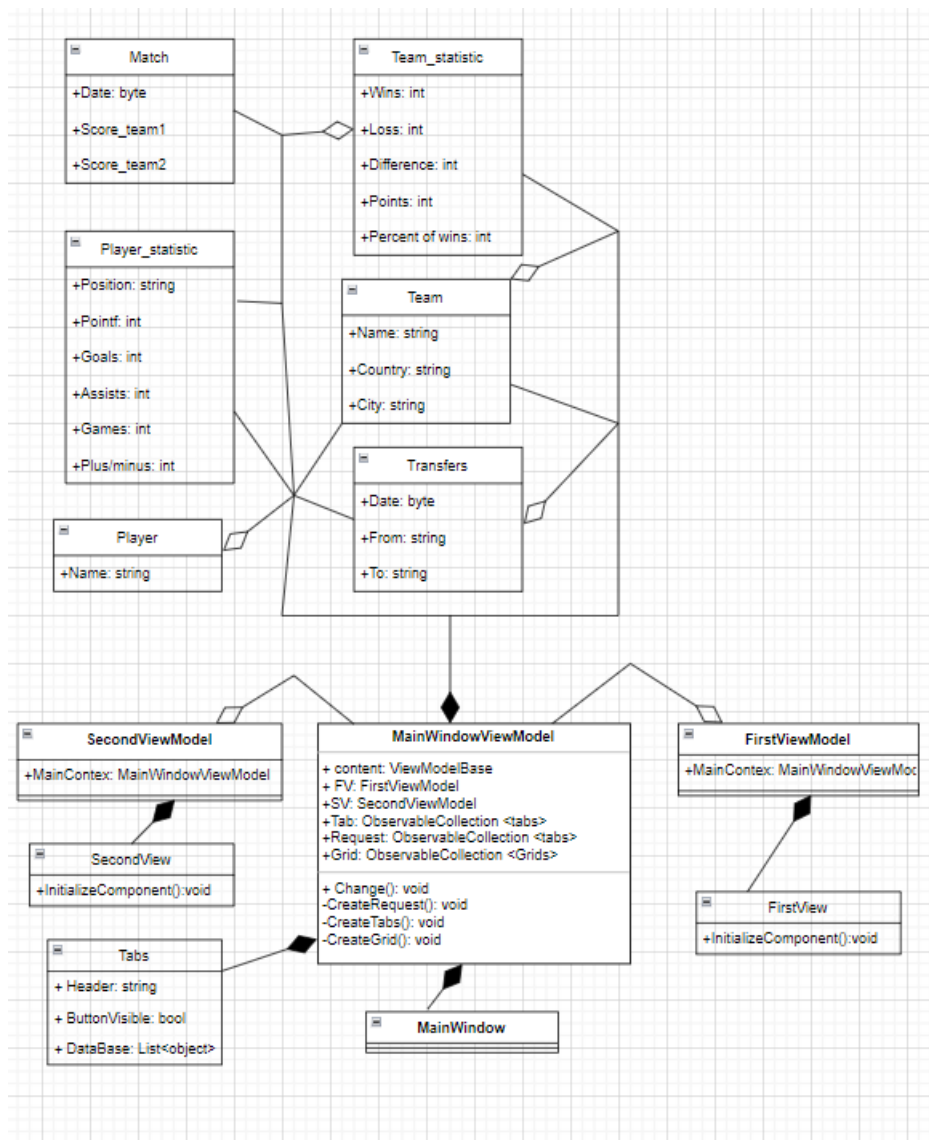 Match
+Date: byte
+Score_team1
+Score_team2
Team_statistic
+Wins: int
+Loss: int
+Difference: int
+Points: int
+Percent of wins: int
Player_statistic
+Position: string
+Pointf: int
+Goals: int
+Assists: int
+Games: int
+Plus/minus: int
Team
+Name: string
+Country: string
+City: string
Transfers
+Date: byte
+From: string
+To: string
Player
+Name: string
SecondViewModel
+MainContex: MainWindowViewModel
MainWindowViewModel
+ content: ViewModelBase
+ FV: FirstViewModel
+SV: SecondViewModel
+Tab: ObservableCollection <tabs>
+Request: ObservableCollection <tabs>
+Grid: ObservableCollection <Grids>
+ Change(): void
-CreateRequest(): void
-CreateTabs(): void
-CreateGrid(): void
FirstViewModel
+MainContex: MainWindowViewMoc
SecondView
+InitializeComponent():void
FirstView
+InitializeComponent():void
Tabs
+ Header: string
+ ButtonVisible: bool
+ DataBase: List<object>
MainWindow